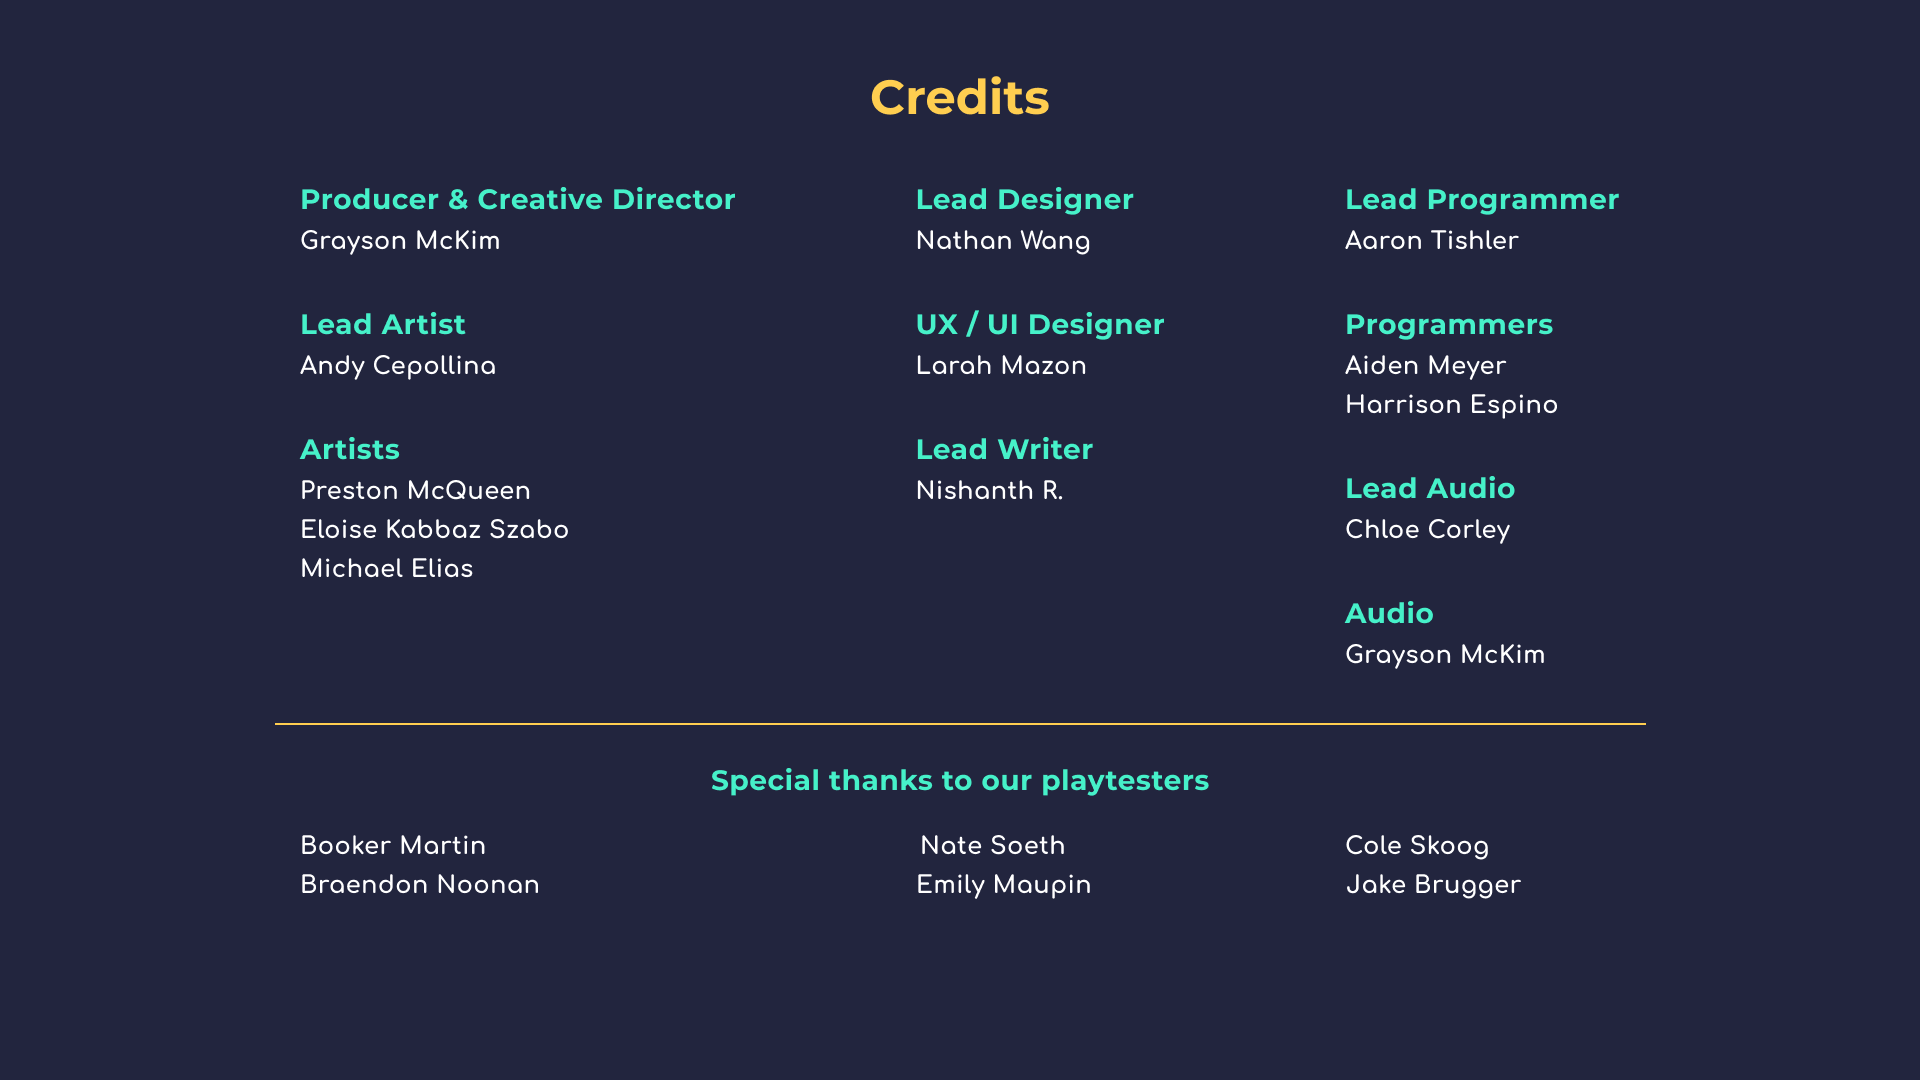 Credits
Producer & Creative Director
Grayson McKim
Lead Artist
Andy Cepollina
Artists
Preston McQueen
Eloise Kabbaz Szabo
Michael Elias
Lead Designer
Nathan Wang
UX / UI Designer
Larah Mazon
Lead Writer
Nishanth R.
Lead Programmer
Aaron Tishler
Programmers
Aiden Meyer
Harrison Espino
Lead Audio
Chloe Corley
Audio
Grayson McKim
Special thanks to our playtesters
Booker Martin
Braendon Noonan
Nate Soeth
Emily Maupin
Cole Skoog
Jake Brugger